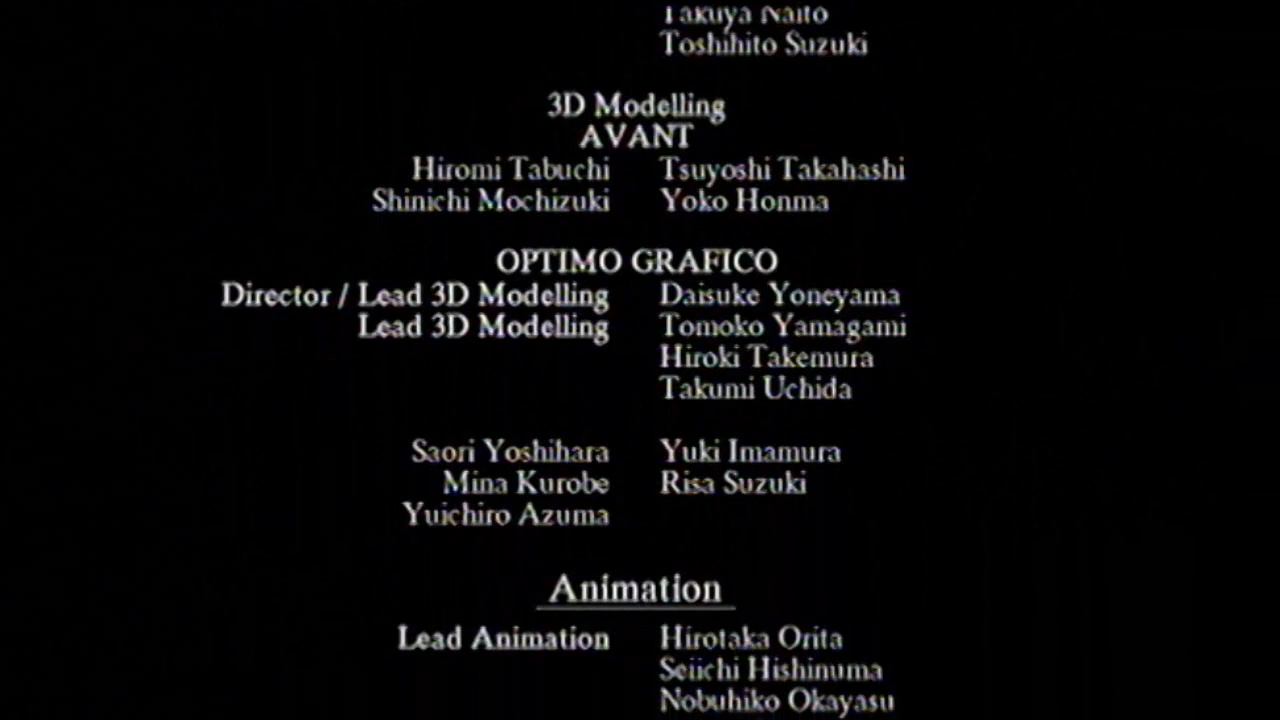 Takuya Naito
Toshihito Suzuki
3D Modelling
AVANT
Hiromi Tabuchi Tsuyoshi Takahashi
Shinichi Mochizuki Yoko Honma
OPTIMO GRAFICO
Director / Lead 3D Modelling Daisuke Yoneyama
Lead 3D Modelling Tomoko Yamagami
Hiroki Takemura
Takumi Uchida
Saori Yoshihara Yuki Imamura
Mina Kurobe Risa Suzuki
Yuichiro Azuma
Animation
Lead Animation Hirotaka Orita
Seiichi Hishinuma
Nobuhiko Okayasu